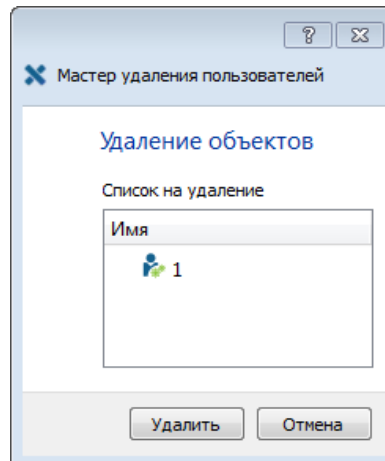 Мастер удаления пользователей
Удаление объектов
Список на удаление
Имя
1
Удалить
Отмена